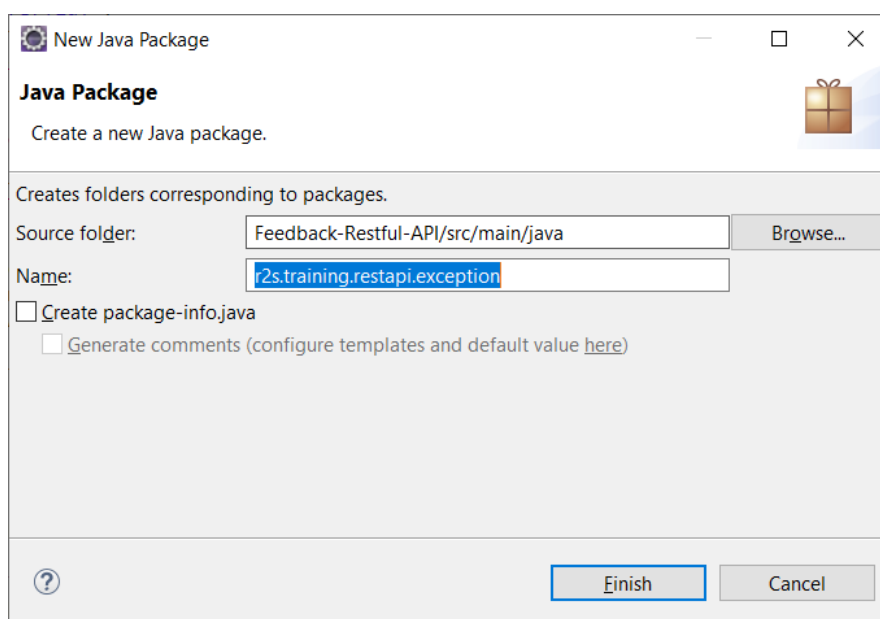 New Java Package
Java Package
Create a new Java package.
Creates folders corresponding to packages.
Source folder: Feedback-Restful-API/src/main/java Browse...
Name: r2s.training.restapi.exception
Create package-info.java
Generate comments (configure templates and default value here)
? Finish Cancel